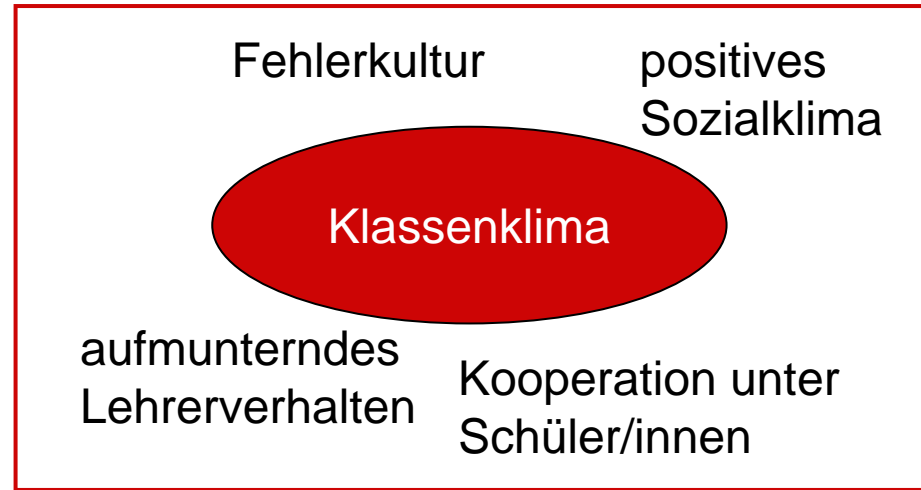 Fehlerkultur
positives
Sozialklima
Klassenklima
aufmunterndes
Lehrerverhalten
Kooperation unter
Schüler/innen